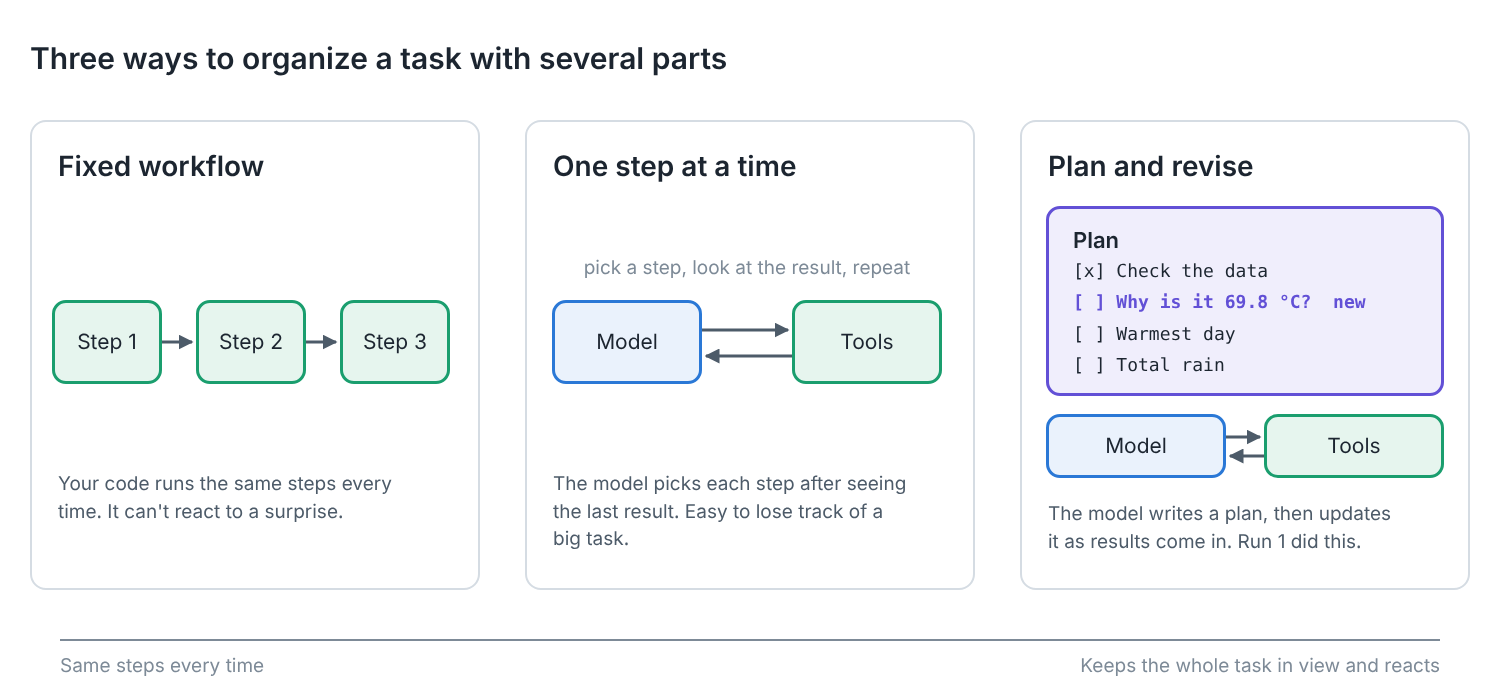 Three ways to organize a task with several parts
Fixed workflow
Step 1
Step 2
Step 3
Your code runs the same steps every
time. It can't react to a surprise.
One step at a time
pick a step, look at the result, repeat
Model
Tools
The model picks each step after seeing
the last result. Easy to lose track of a
big task.
Plan and revise
Plan
[x] Check the data
[ ] Why is it 69.8 °C?  new
[ ] Warmest day
[ ] Total rain
Model
Tools
The model writes a plan, then updates
it as results come in. Run 1 did this.
Same steps every time
Keeps the whole task in view and reacts